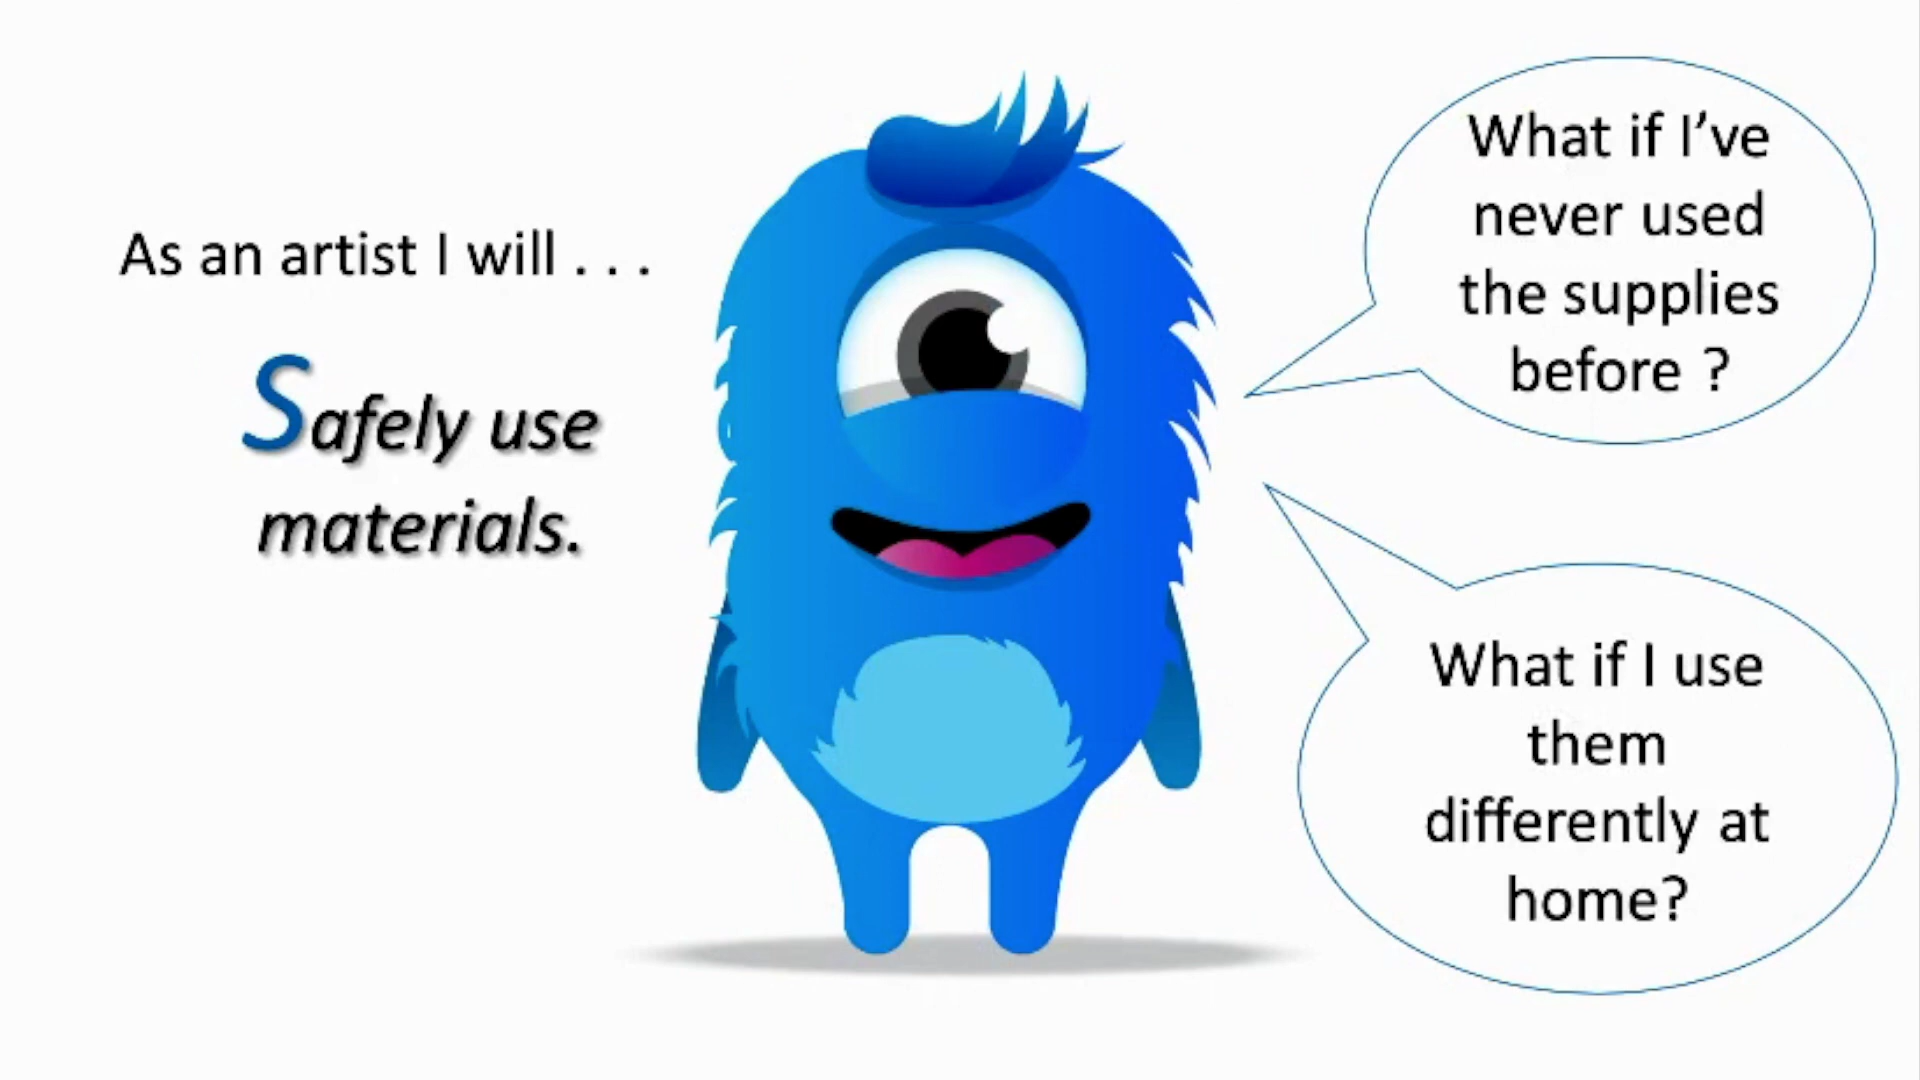 As an artist I will . . .
Safely use
materials.
What if I’ve
never used
the supplies
before ?
What if I use
them
differently at
home?